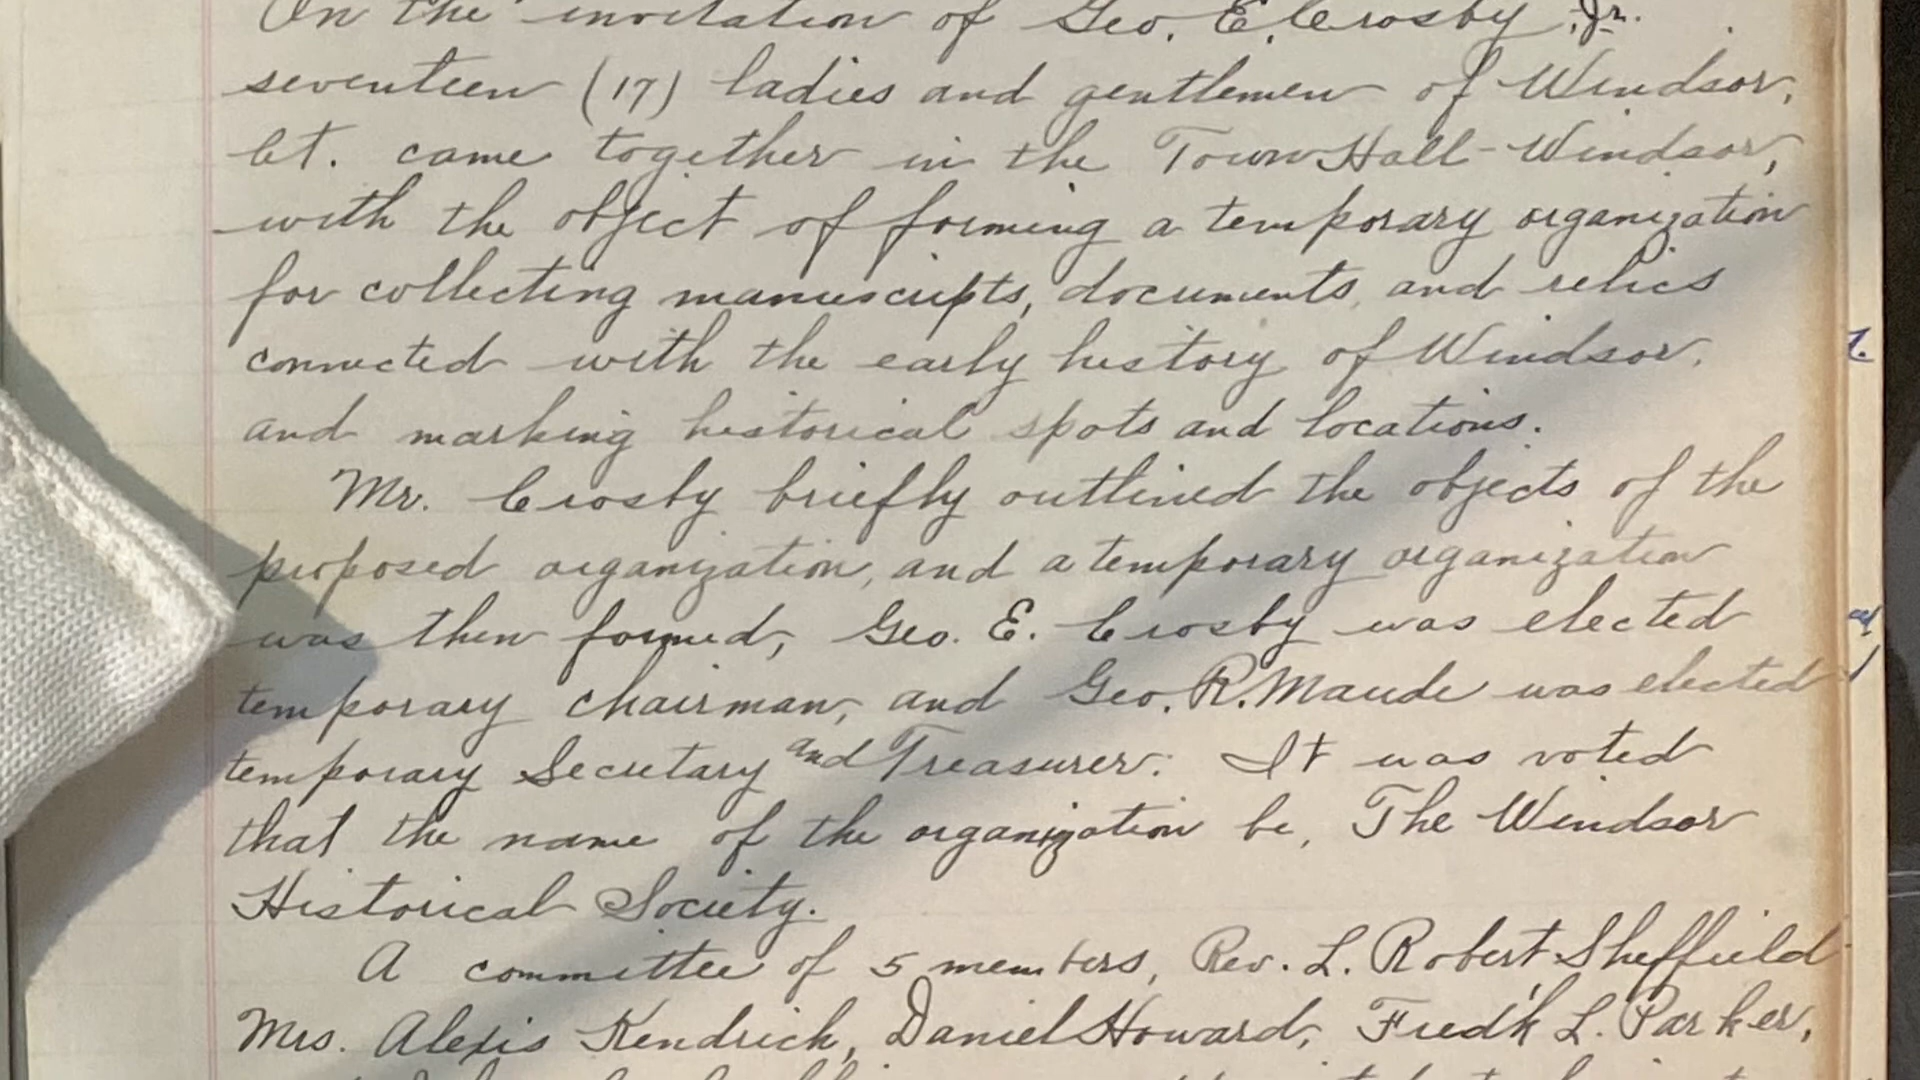 On the invitation of Geo. E. Crosby, Jr.
seventeen (17) ladies and gentlemen of Windsor,
Ct. came together in the Town Hall - Windsor,
with the object of forming a temporary organization
for collecting manuscripts, documents, and relics
connected with the early history of Windsor.
and marking historical spots and locations.
Mr. Crosby briefly outlined the objects of the
proposed organization, and a temporary organization
was then formed, Geo. E. Crosby was elected
temporary chairman, and Geo. R. Maude was elected
temporary Secretary and Treasurer. It was voted
that the name of the organization be, The Windsor
Historical Society.
A committee of 5 members, Rev. L. Robert Sheffield
Mrs. Alexis Kendrick, Daniel Howard, Fredk L. Parker,